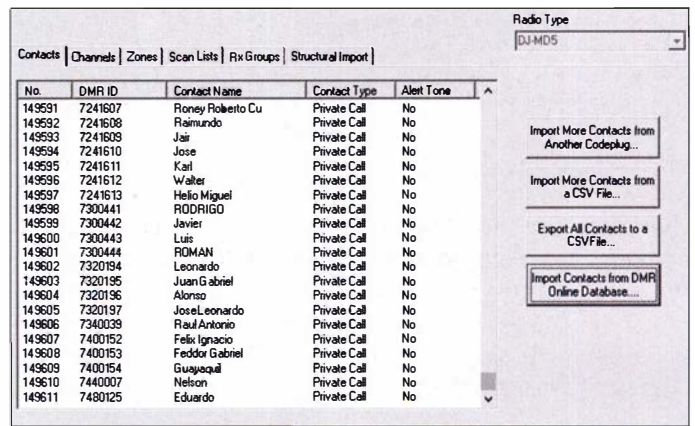 Radio Type
DJ-MD5
Contacts Channels Zones Scan Lists Rx Groups Structural Import
No. DMR ID Contact Name Contact Type Alert Tone
149591 7241607 Roney Roberto Cu Private Call No
149592 7241608 Raimundo Private Call No
149593 7241609 Jair Private Call No
149594 7241610 Jose Private Call No
149595 7241611 Karl Private Call No
149596 7241612 Walter Private Call No
149597 7241613 Helio Miguel Private Call No
149598 7300441 RODRIGO Private Call No
149599 7300442 Javier Private Call No
149600 7300443 Luis Private Call No
149601 7300444 ROMAN Private Call No
149602 7320194 Leonardo Private Call No
149603 7320195 Juan Gabriel Private Call No
149604 7320196 Alonso Private Call No
149605 7320197 JoseLeonardo Private Call No
149606 7340039 Raul Antonio Private Call No
149607 7400152 Felix Ignacio Private Call No
149608 7400153 Feddor Gabriel Private Call No
149609 7400154 Guayaquil Private Call No
149610 7440007 Nelson Private Call No
149611 7480125 Eduardo Private Call No
Import More Contacts from
Another Codeplug...
Import More Contacts from
a CSV File...
Export All Contacts to a
CSVFile...
Import Contacts from DMR
Online Database....